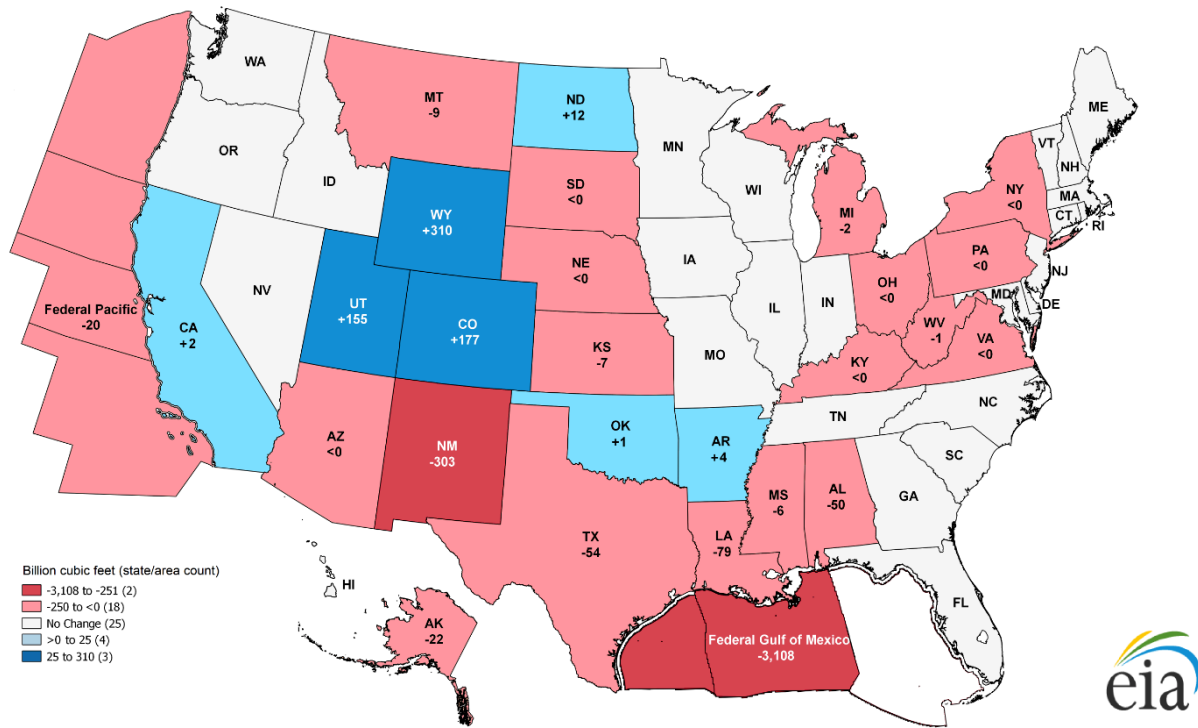 WA
MT
-9
ND
+12
MN
ME
VT
NH
OR
ID
SD
<0
WI
NY
<0
MA
CT
RI
WY
+310
MI
-2
NE
<0
IA
PA
<0
NJ
NV
UT
+155
CO
+177
IL
IN
OH
<0
MD
DE
Federal Pacific
-20
CA
+2
KS
-7
MO
WV
-1
VA
<0
KY
<0
AZ
<0
NM
-303
OK
+1
AR
+4
TN
NC
SC
MS
-6
AL
-50
GA
TX
-54
LA
-79
HI
FL
AK
-22
Federal Gulf of Mexico
-3,108
Billion cubic feet (state/area count)
-3,108 to -251 (2)
-250 to <0 (18)
No Change (25)
>0 to 25 (4)
25 to 310 (3)
eia